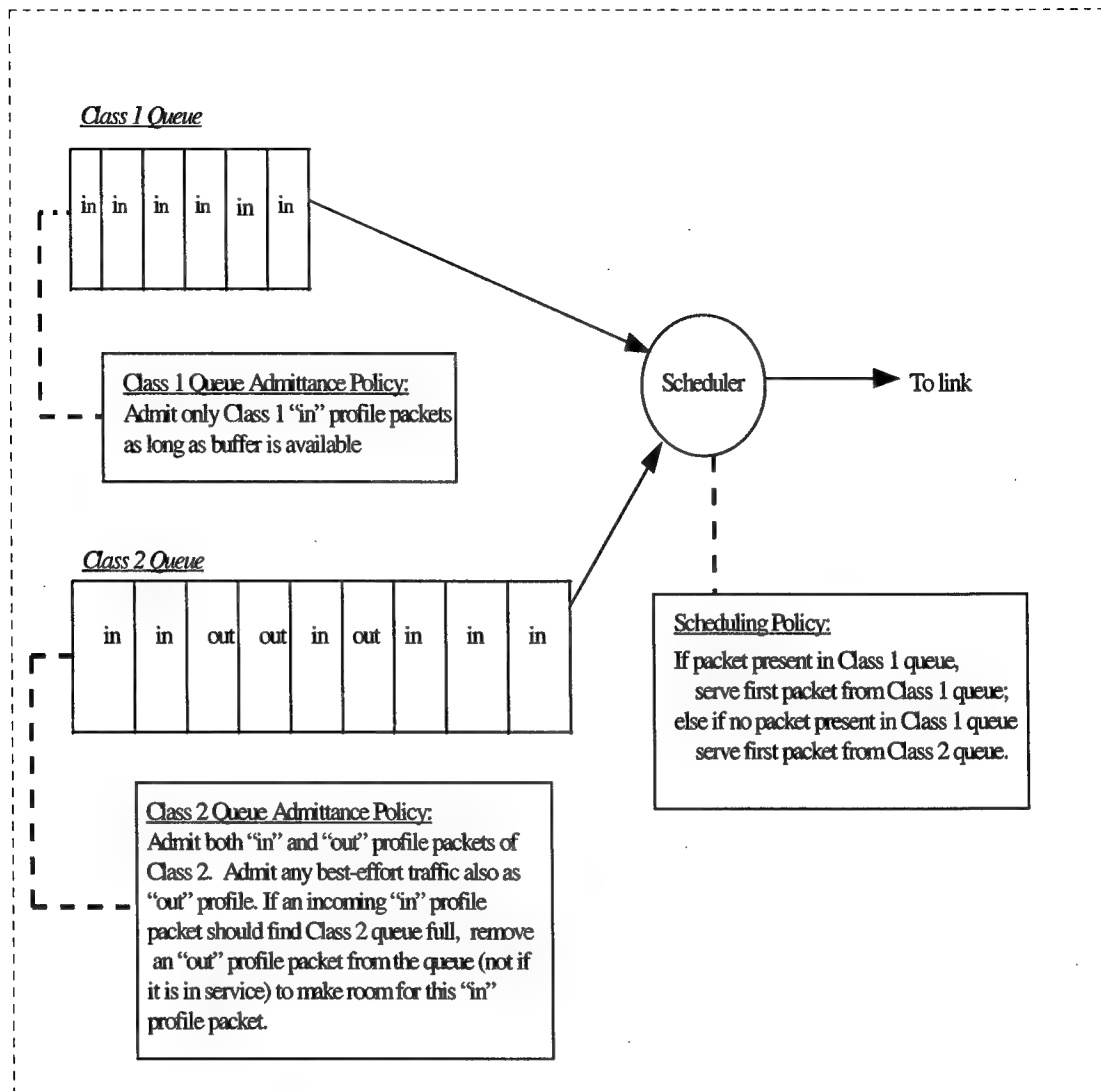 Class 1 Queue
in in in in in in
Class 1 Queue Admittance Policy:
Admit only Class 1 “in” profile packets
as long as buffer is available
Scheduler
To link
Class 2 Queue
in in out out in out in in in
Scheduling Policy:
If packet present in Class 1 queue,
serve first packet from Class 1 queue;
else if no packet present in Class 1 queue
serve first packet from Class 2 queue.
Class 2 Queue Admittance Policy:
Admit both “in” and “out” profile packets of
Class 2. Admit any best-effort traffic also as
“out” profile. If an incoming “in” profile
packet should find Class 2 queue full, remove
an “out” profile packet from the queue (not if
it is in service) to make room for this “in”
profile packet.